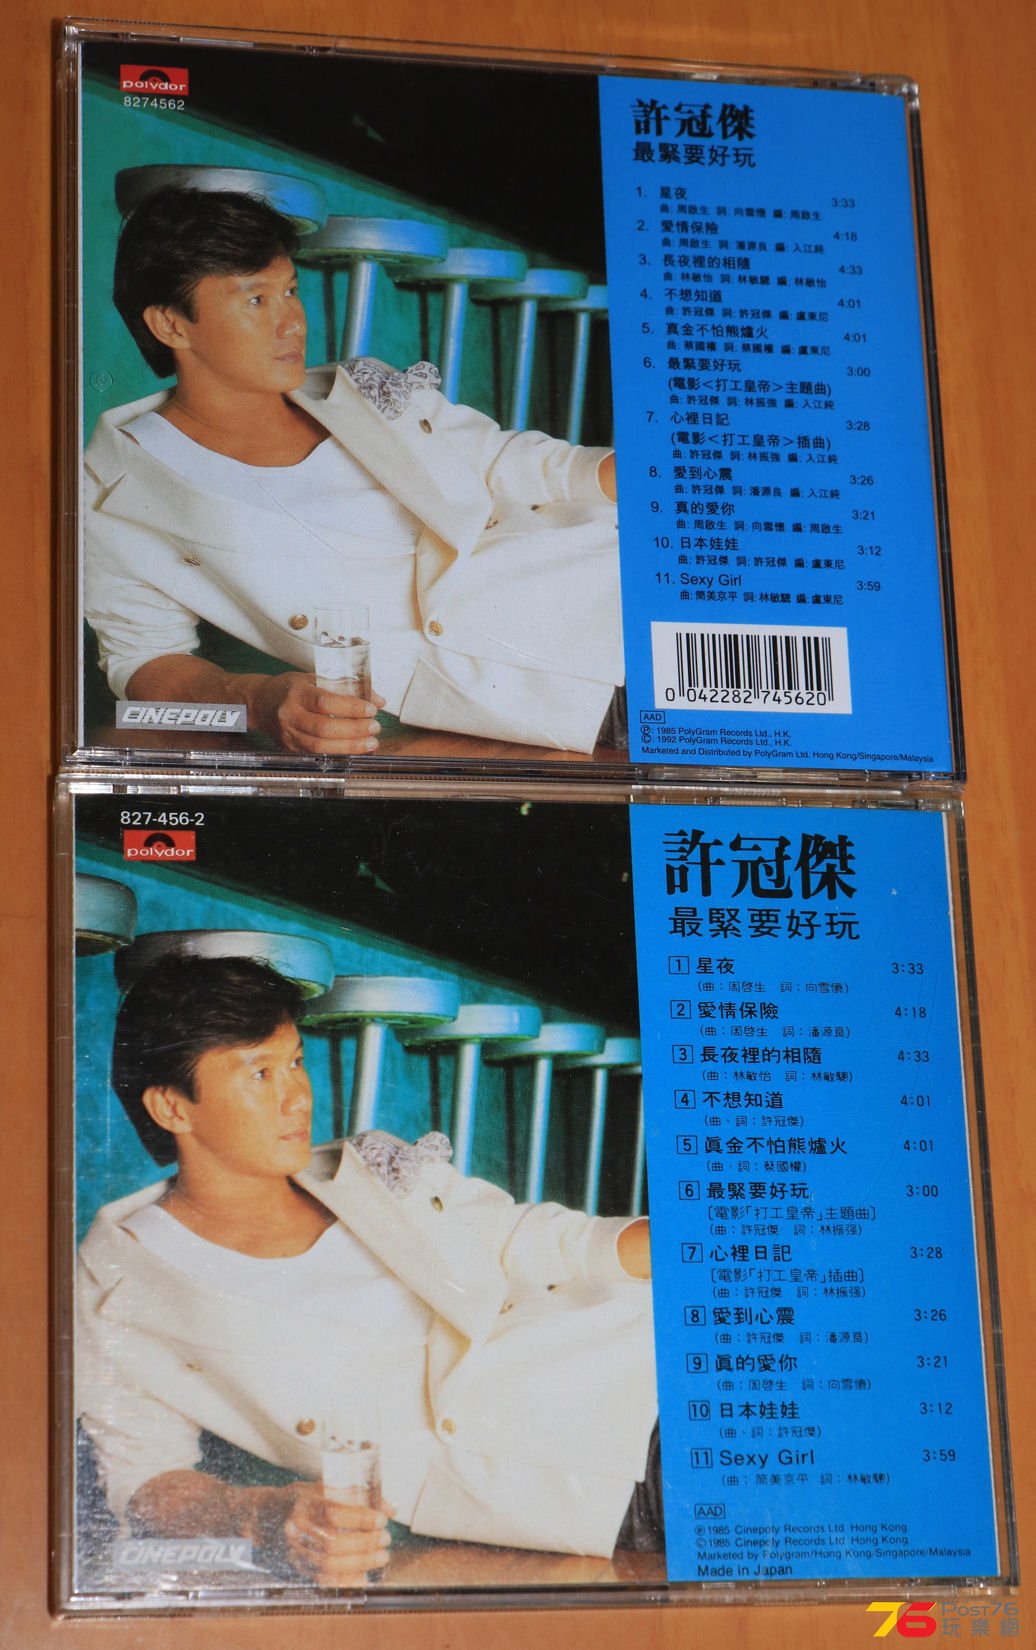 polydor
8274562
許冠傑
最緊要好玩
1. 星夜 3:33
曲: 周啟生 詞: 向雪懷 編: 周啟生
2. 愛情保險 4:18
曲: 周啟生 詞: 潘源良 編: 入江純
3. 長夜裡的相隨 4:33
曲: 林敏怡 詞: 林敏驄 編: 林敏怡
4. 不想知道 4:01
曲: 許冠傑 詞: 許冠傑 編: 盧東尼
5. 真金不怕熊爐火 4:01
曲: 蔡國權 詞: 蔡國權 編: 盧東尼
6. 最緊要好玩 3:00
(電影<打工皇帝>主題曲)
曲: 許冠傑 詞: 林振強 編: 入江純
7. 心裡日記 3:28
(電影<打工皇帝>插曲)
曲: 許冠傑 詞: 林振強 編: 入江純
8. 愛到心震 3:26
曲: 許冠傑 詞: 潘源良 編: 入江純
9. 真的愛你 3:21
曲: 周啟生 詞: 向雪懷 編: 周啟生
10. 日本娃娃 3:12
曲: 許冠傑 詞: 許冠傑 編: 盧東尼
11. Sexy Girl 3:59
曲: 筒美京平 詞: 林敏驄 編: 盧東尼
0 042282 745620
AAD
Ⓟ: 1985 PolyGram Records Ltd., H.K.
©: 1992 PolyGram Records Ltd., H.K.
Marketed and Distributed by PolyGram Ltd. Hong Kong/Singapore/Malaysia
CINEPOLY
827-456-2
polydor
許冠傑
最緊要好玩
1 星夜 3:33
(曲：周啓生 詞：向雪懷)
2 愛情保險 4:18
(曲：周啓生 詞：潘源良)
3 長夜裡的相隨 4:33
(曲：林敏怡 詞：林敏驄)
4 不想知道 4:01
(曲、詞：許冠傑)
5 眞金不怕熊爐火 4:01
(曲、詞：蔡國權)
6 最緊要好玩 3:00
〔電影「打工皇帝」主題曲〕
(曲：許冠傑 詞：林振强)
7 心裡日記 3:28
〔電影「打工皇帝」插曲〕
(曲：許冠傑 詞：林振强)
8 愛到心震 3:26
(曲：許冠傑 詞：潘源良)
9 眞的愛你 3:21
(曲：周啓生 詞：向雪懷)
10 日本娃娃 3:12
(曲、詞：許冠傑)
11 Sexy Girl 3:59
(曲：筒美京平 詞：林敏驄)
AAD
Ⓟ1985 Cinepoly Records Ltd Hong Kong
©1985 Cinepoly Records Ltd Hong Kong
Marketed by Polygram/Hong Kong/Singapore/Malaysia
Made in Japan
CINEPOLY
76 POST76
玩樂網